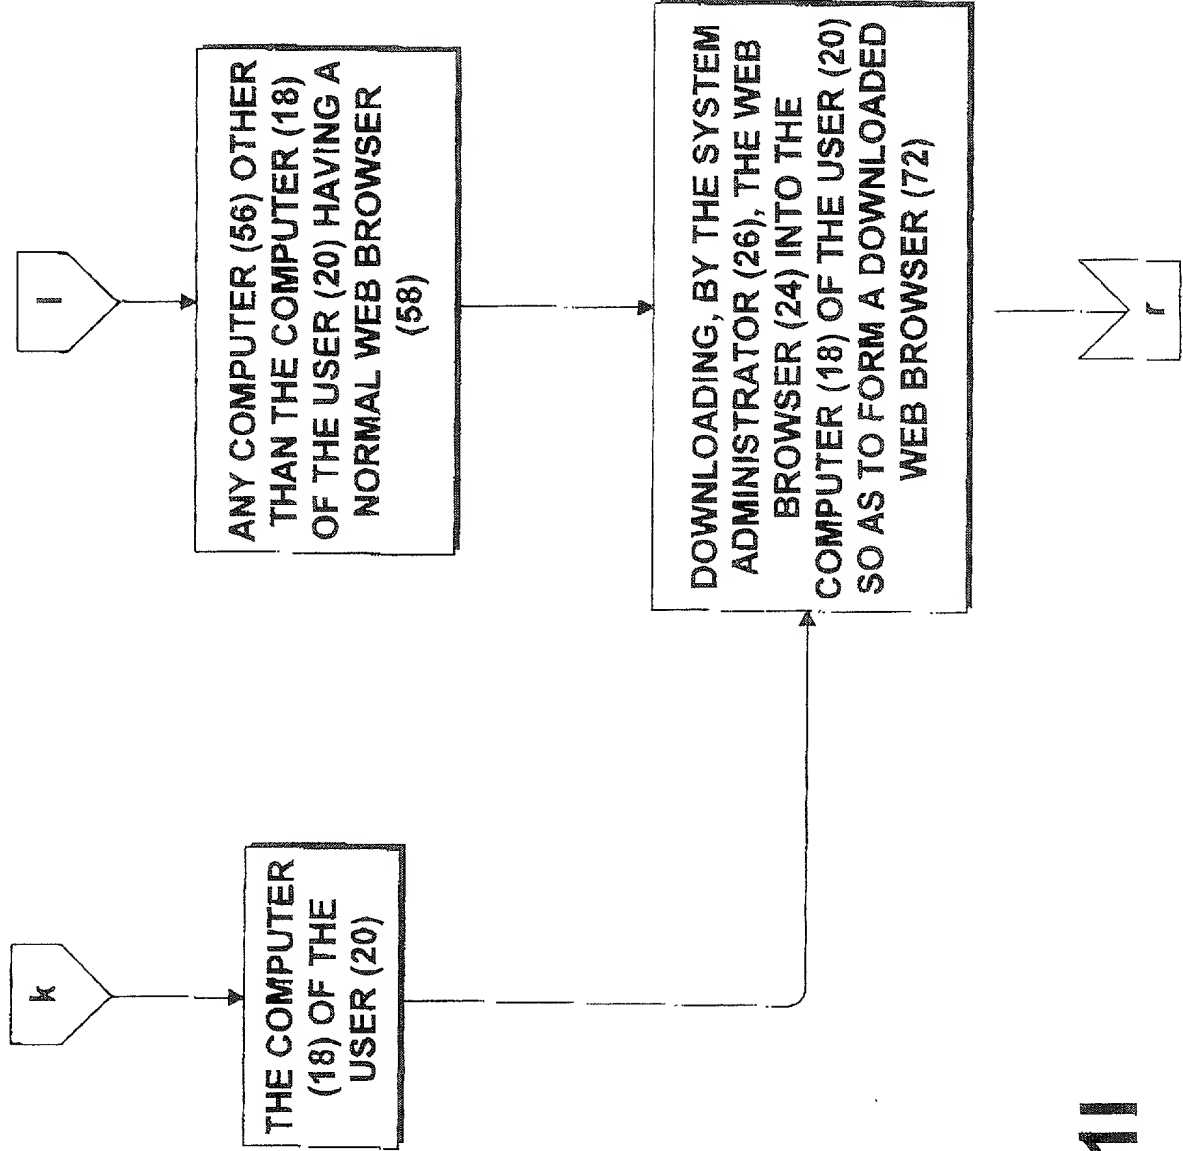 k
THE COMPUTER
(18) OF THE
USER (20)
l
ANY COMPUTER (56) OTHER
THAN THE COMPUTER (18)
OF THE USER (20) HAVING A
NORMAL WEB BROWSER
(58)
DOWNLOADING, BY THE SYSTEM
ADMINISTRATOR (26), THE WEB
BROWSER (24) INTO THE
COMPUTER (18) OF THE USER (20)
SO AS TO FORM A DOWNLOADED
WEB BROWSER (72)
r
1l